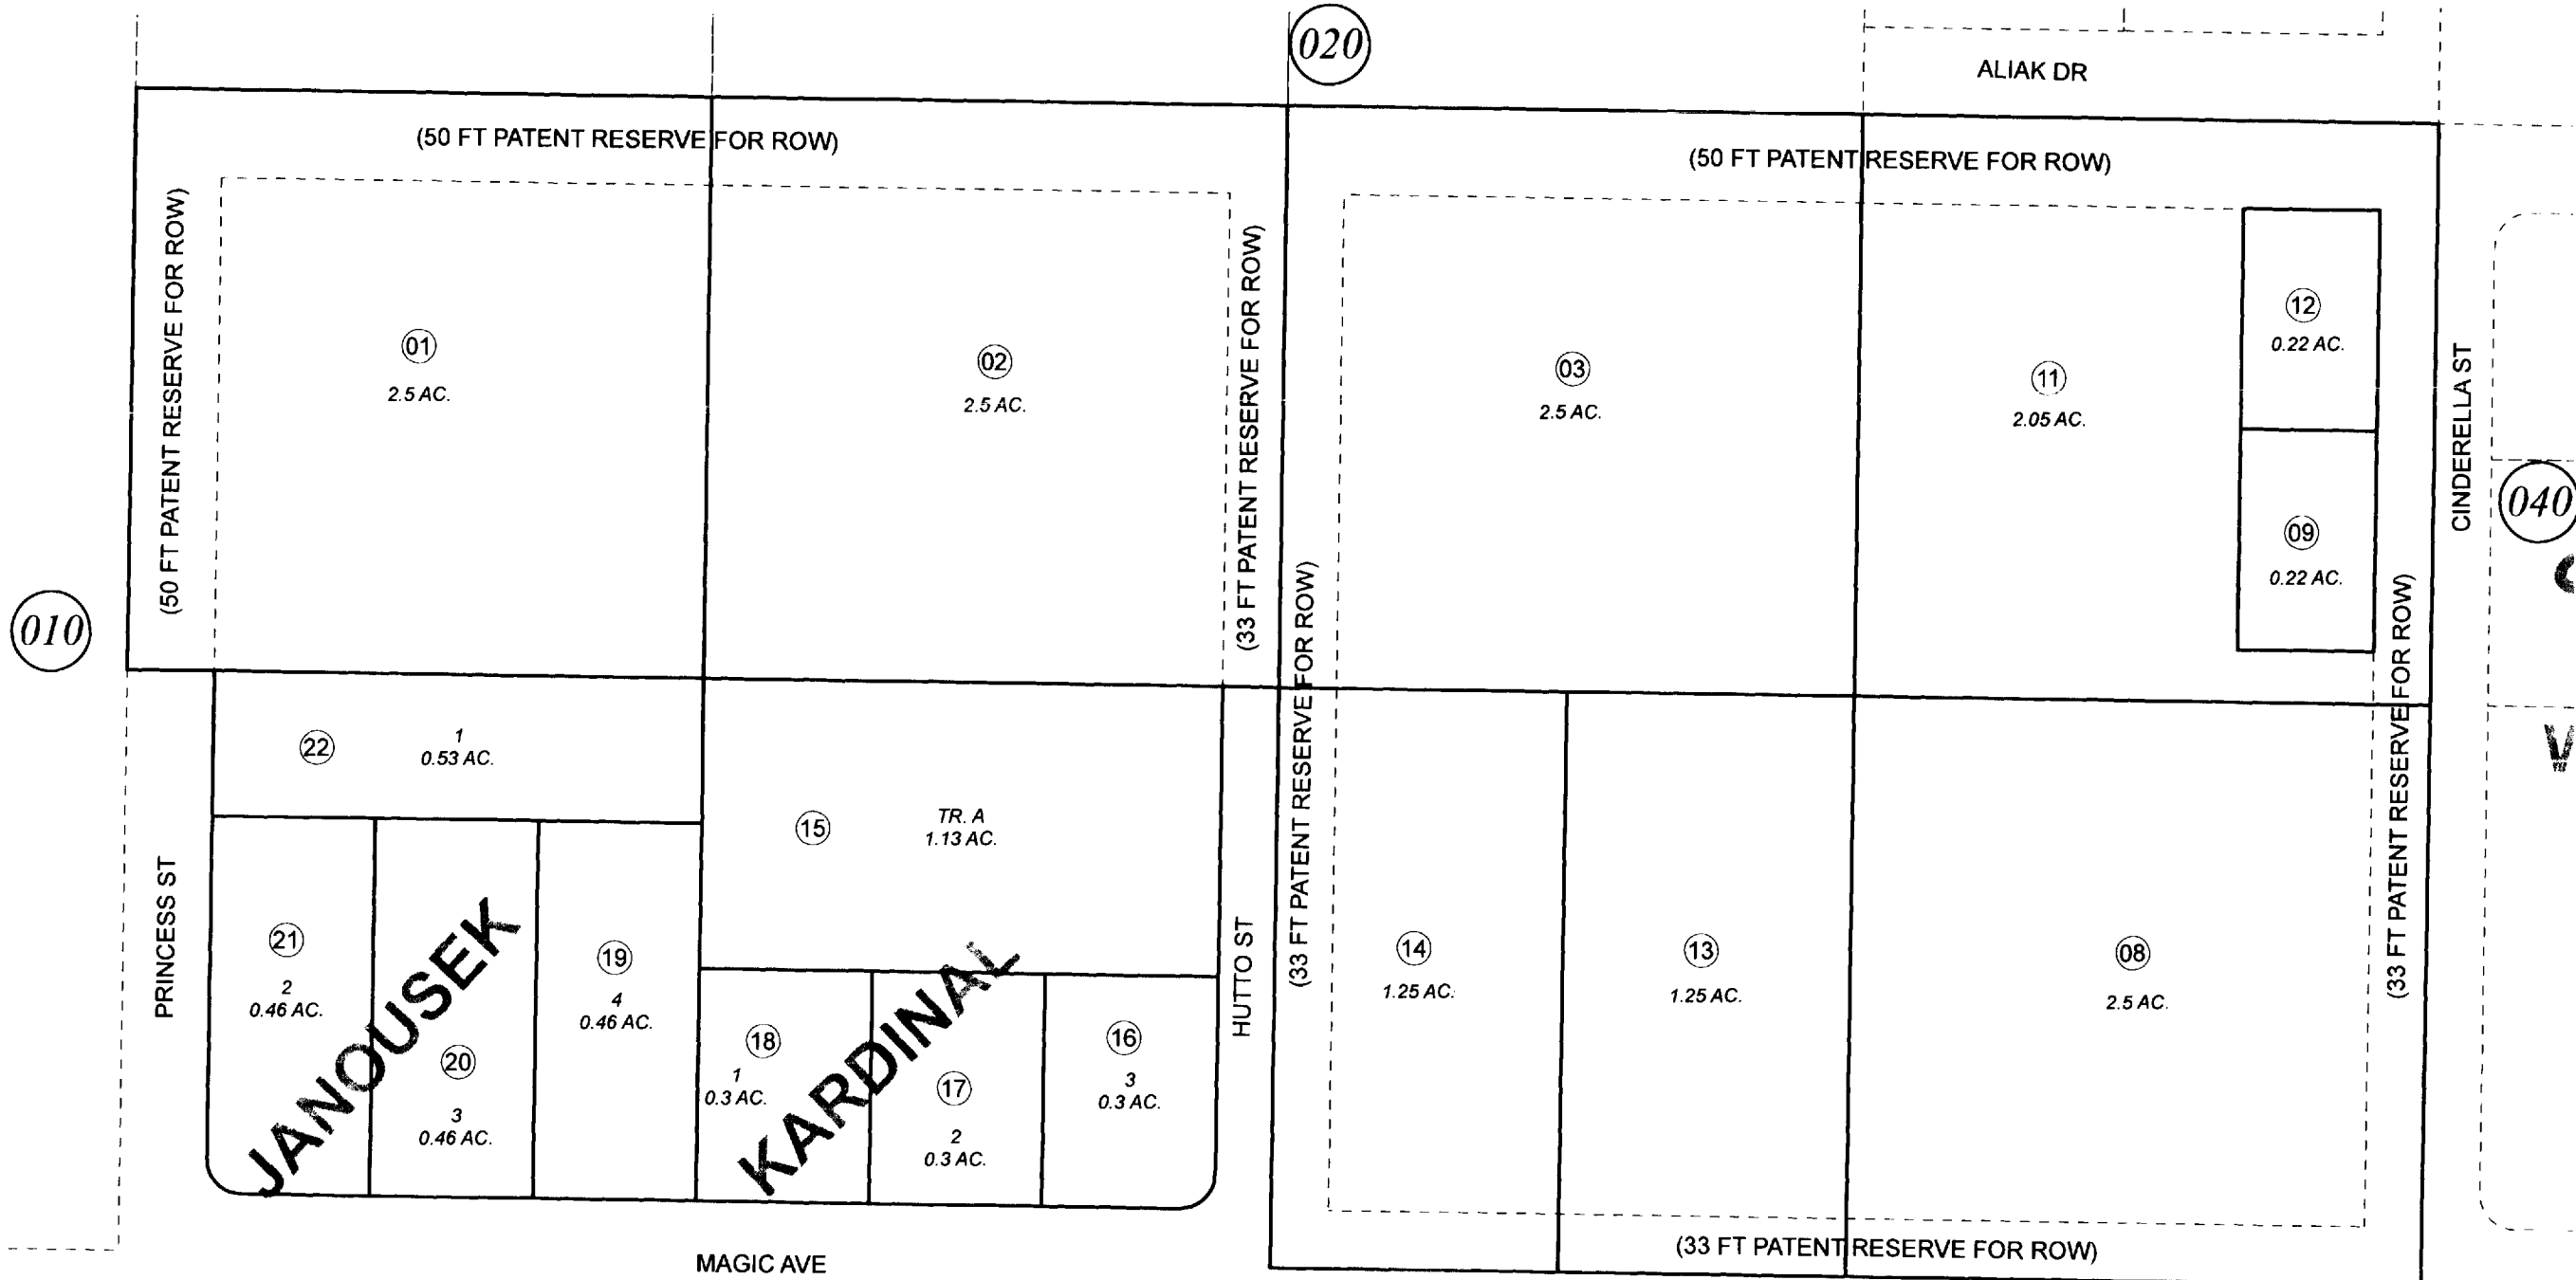 020
ALIAK DR
(50 FT PATENT RESERVE FOR ROW)
(50 FT PATENT RESERVE FOR ROW)
(50 FT PATENT RESERVE FOR ROW)
01
2.5 AC.
02
2.5 AC.
(33 FT PATENT RESERVE FOR ROW)
03
2.5 AC.
11
2.05 AC.
12
0.22 AC.
09
0.22 AC.
CINDERELLA ST
040
010
(33 FT PATENT RESERVE FOR ROW)
(33 FT PATENT RESERVE FOR ROW)
22
1
0.53 AC.
15
TR. A
1.13 AC.
PRINCESS ST
21
2
0.46 AC.
JANOUSEK
20
3
0.46 AC.
19
4
0.46 AC.
18
1
0.3 AC.
KARDINAL
17
2
0.3 AC.
16
3
0.3 AC.
HUTTO ST
14
1.25 AC.
13
1.25 AC.
08
2.5 AC.
MAGIC AVE
(33 FT PATENT RESERVE FOR ROW)